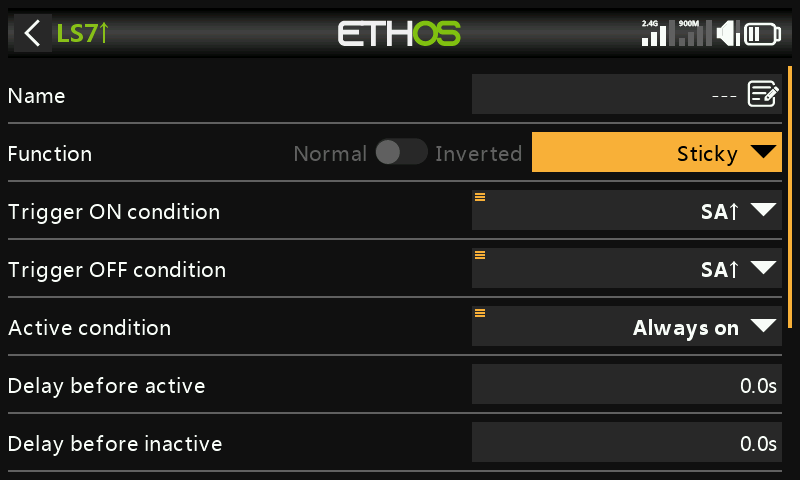 LS7↑ ETHOS 2.4G 900M
Name ---
Function Normal Inverted Sticky
Trigger ON condition SA↑
Trigger OFF condition SA↑
Active condition Always on
Delay before active 0.0s
Delay before inactive 0.0s